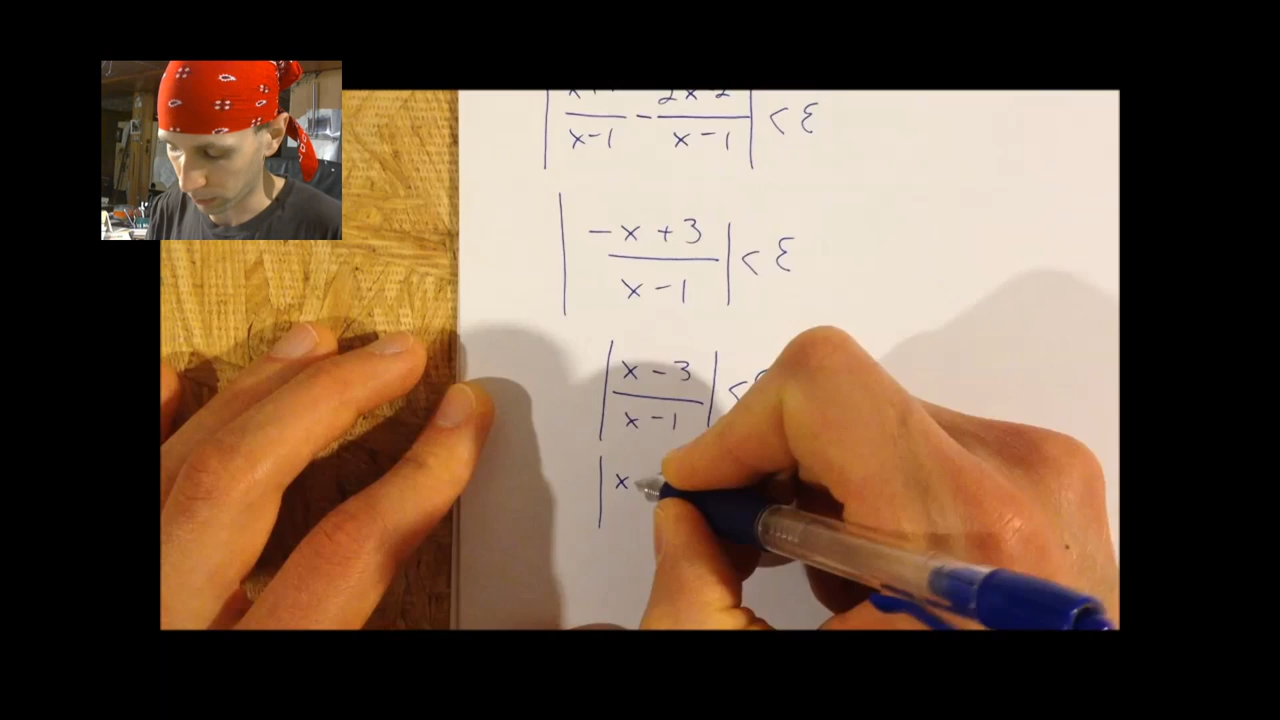 | x+1/x-1 - 2x-2/x-1 | < ε
| -x+3/x-1 | < ε
| x-3/x-1 | < ε
| x